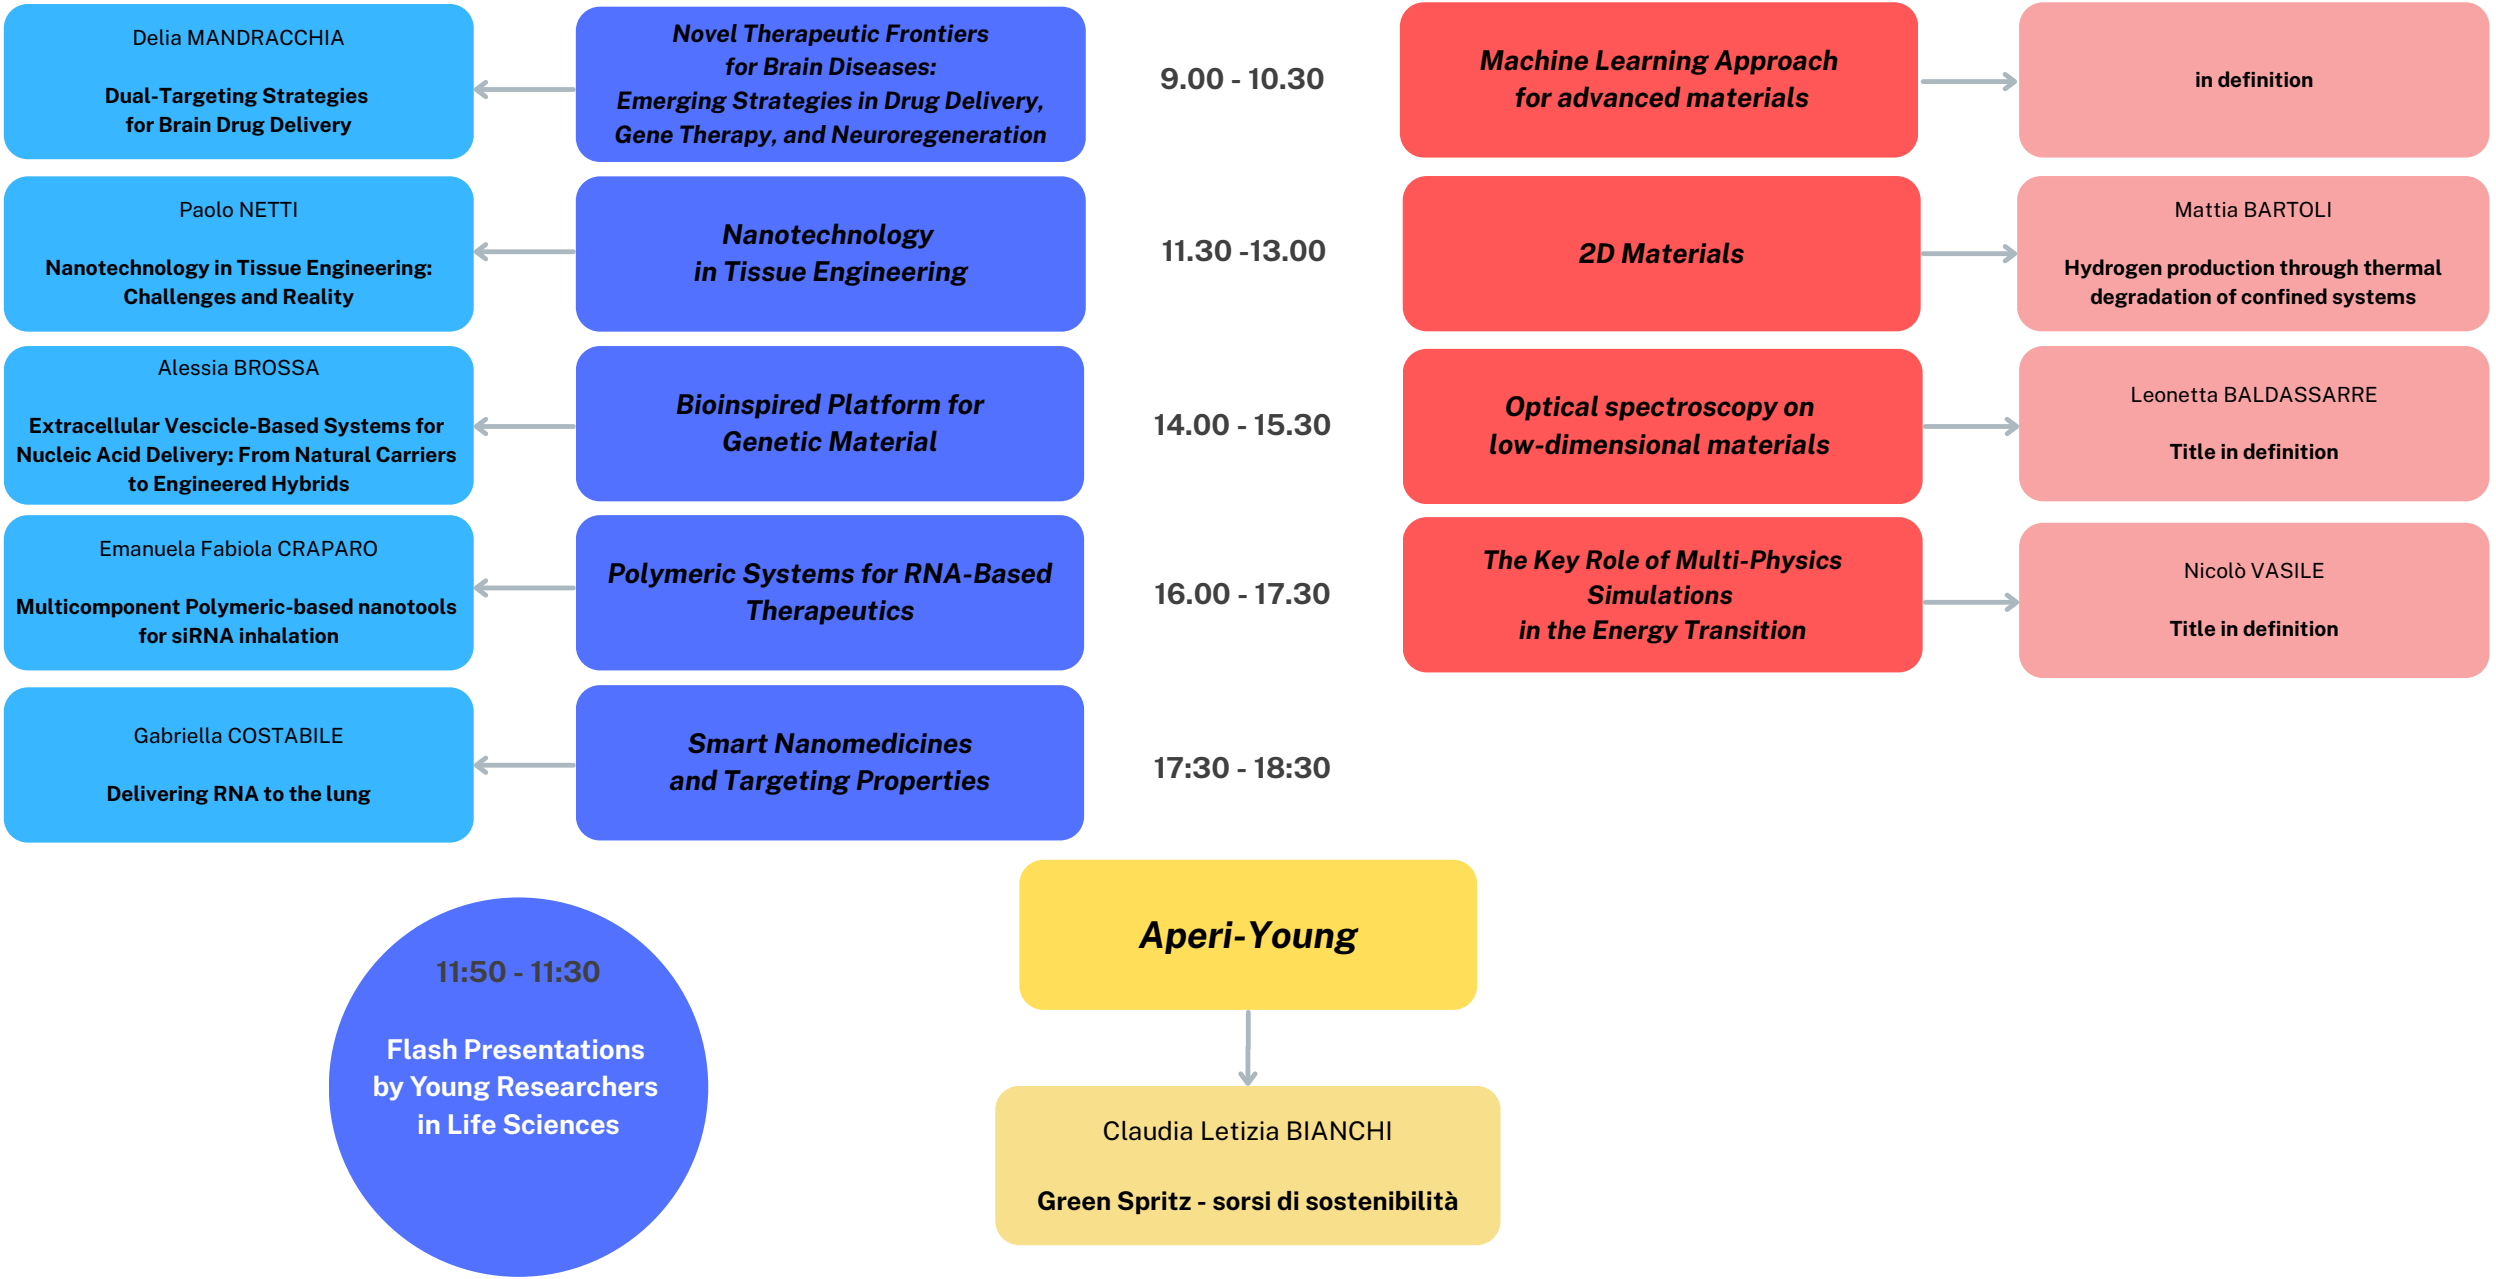 Delia MANDRACCHIA
Dual-Targeting Strategies
for Brain Drug Delivery
Novel Therapeutic Frontiers
for Brain Diseases:
Emerging Strategies in Drug Delivery,
Gene Therapy, and Neuroregeneration
9.00 - 10.30
Machine Learning Approach
for advanced materials
in definition
Paolo NETTI
Nanotechnology in Tissue Engineering:
Challenges and Reality
Nanotechnology
in Tissue Engineering
11.30 -13.00
2D Materials
Mattia BARTOLI
Hydrogen production through thermal
degradation of confined systems
Alessia BROSSA
Extracellular Vescicle-Based Systems for
Nucleic Acid Delivery: From Natural Carriers
to Engineered Hybrids
Bioinspired Platform for
Genetic Material
14.00 - 15.30
Optical spectroscopy on
low-dimensional materials
Leonetta BALDASSARRE
Title in definition
Emanuela Fabiola CRAPARO
Multicomponent Polymeric-based nanotools
for siRNA inhalation
Polymeric Systems for RNA-Based
Therapeutics
16.00 - 17.30
The Key Role of Multi-Physics
Simulations
in the Energy Transition
Nicolò VASILE
Title in definition
Gabriella COSTABILE
Delivering RNA to the lung
Smart Nanomedicines
and Targeting Properties
17:30 - 18:30
11:50 - 11:30
Flash Presentations
by Young Researchers
in Life Sciences
Aperi-Young
Claudia Letizia BIANCHI
Green Spritz - sorsi di sostenibilità